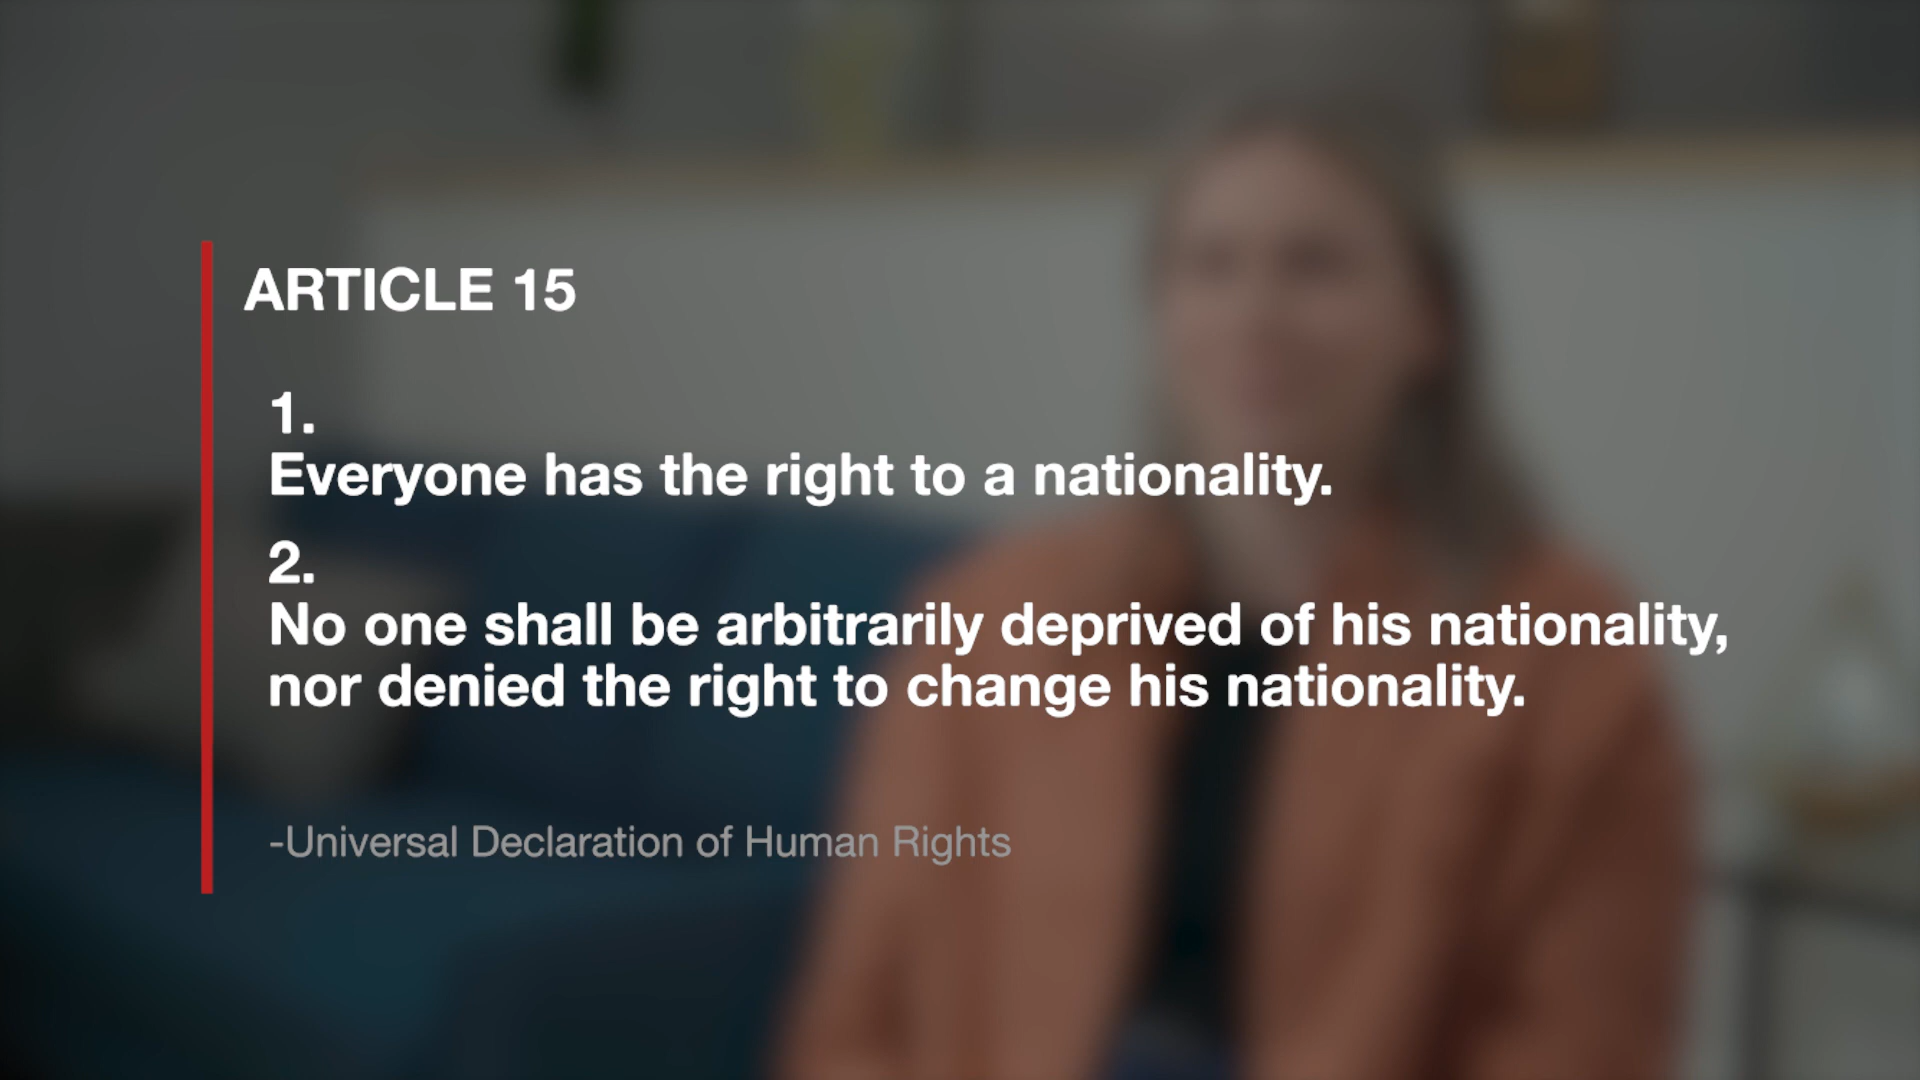 ARTICLE 15
1.
Everyone has the right to a nationality.
2.
No one shall be arbitrarily deprived of his nationality,
nor denied the right to change his nationality.
-Universal Declaration of Human Rights